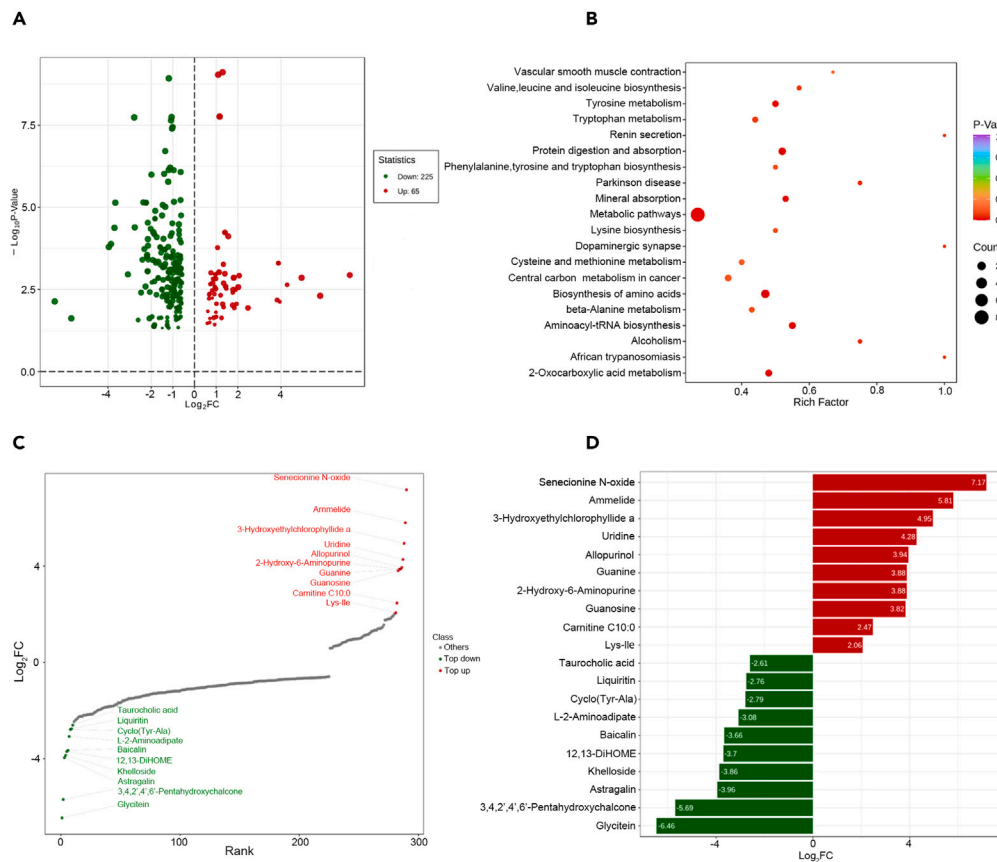 A
7.5
5.0
2.5
0.0
− Log10P-Value
-4
-2
-1
0
1
2
4
Log2FC
Statistics
Down: 225
Up: 65
B
Vascular smooth muscle contraction
Valine,leucine and isoleucine biosynthesis
Tyrosine metabolism
Tryptophan metabolism
Renin secretion
Protein digestion and absorption
Phenylalanine,tyrosine and tryptophan biosynthesis
Parkinson disease
Mineral absorption
Metabolic pathways
Lysine biosynthesis
Dopaminergic synapse
Cysteine and methionine metabolism
Central carbon metabolism in cancer
Biosynthesis of amino acids
beta-Alanine metabolism
Aminoacyl-tRNA biosynthesis
Alcoholism
African trypanosomiasis
2-Oxocarboxylic acid metabolism
0.4
0.6
0.8
1.0
Rich Factor
P-Val
Coun
C
Senecionine N-oxide
Ammelide
3-Hydroxyethylchlorophyllide a
Uridine
Allopurinol
2-Hydroxy-6-Aminopurine
Guanine
Guanosine
Carnitine C10:0
Lys-Ile
4
0
-4
Log2FC
Class
Others
Top down
Top up
Taurocholic acid
Liquiritin
Cyclo(Tyr-Ala)
L-2-Aminoadipate
Baicalin
12,13-DiHOME
Khelloside
Astragalin
3,4,2',4',6'-Pentahydroxychalcone
Glycitein
0
100
200
300
Rank
D
Senecionine N-oxide 7.17
Ammelide 5.81
3-Hydroxyethylchlorophyllide a 4.95
Uridine 4.28
Allopurinol 3.94
Guanine 3.88
2-Hydroxy-6-Aminopurine 3.88
Guanosine 3.82
Carnitine C10:0 2.47
Lys-Ile 2.06
Taurocholic acid -2.61
Liquiritin -2.76
Cyclo(Tyr-Ala) -2.79
L-2-Aminoadipate -3.08
Baicalin -3.66
12,13-DiHOME -3.7
Khelloside -3.86
Astragalin -3.96
3,4,2',4',6'-Pentahydroxychalcone -5.69
Glycitein -6.46
-4
0
4
Log2FC